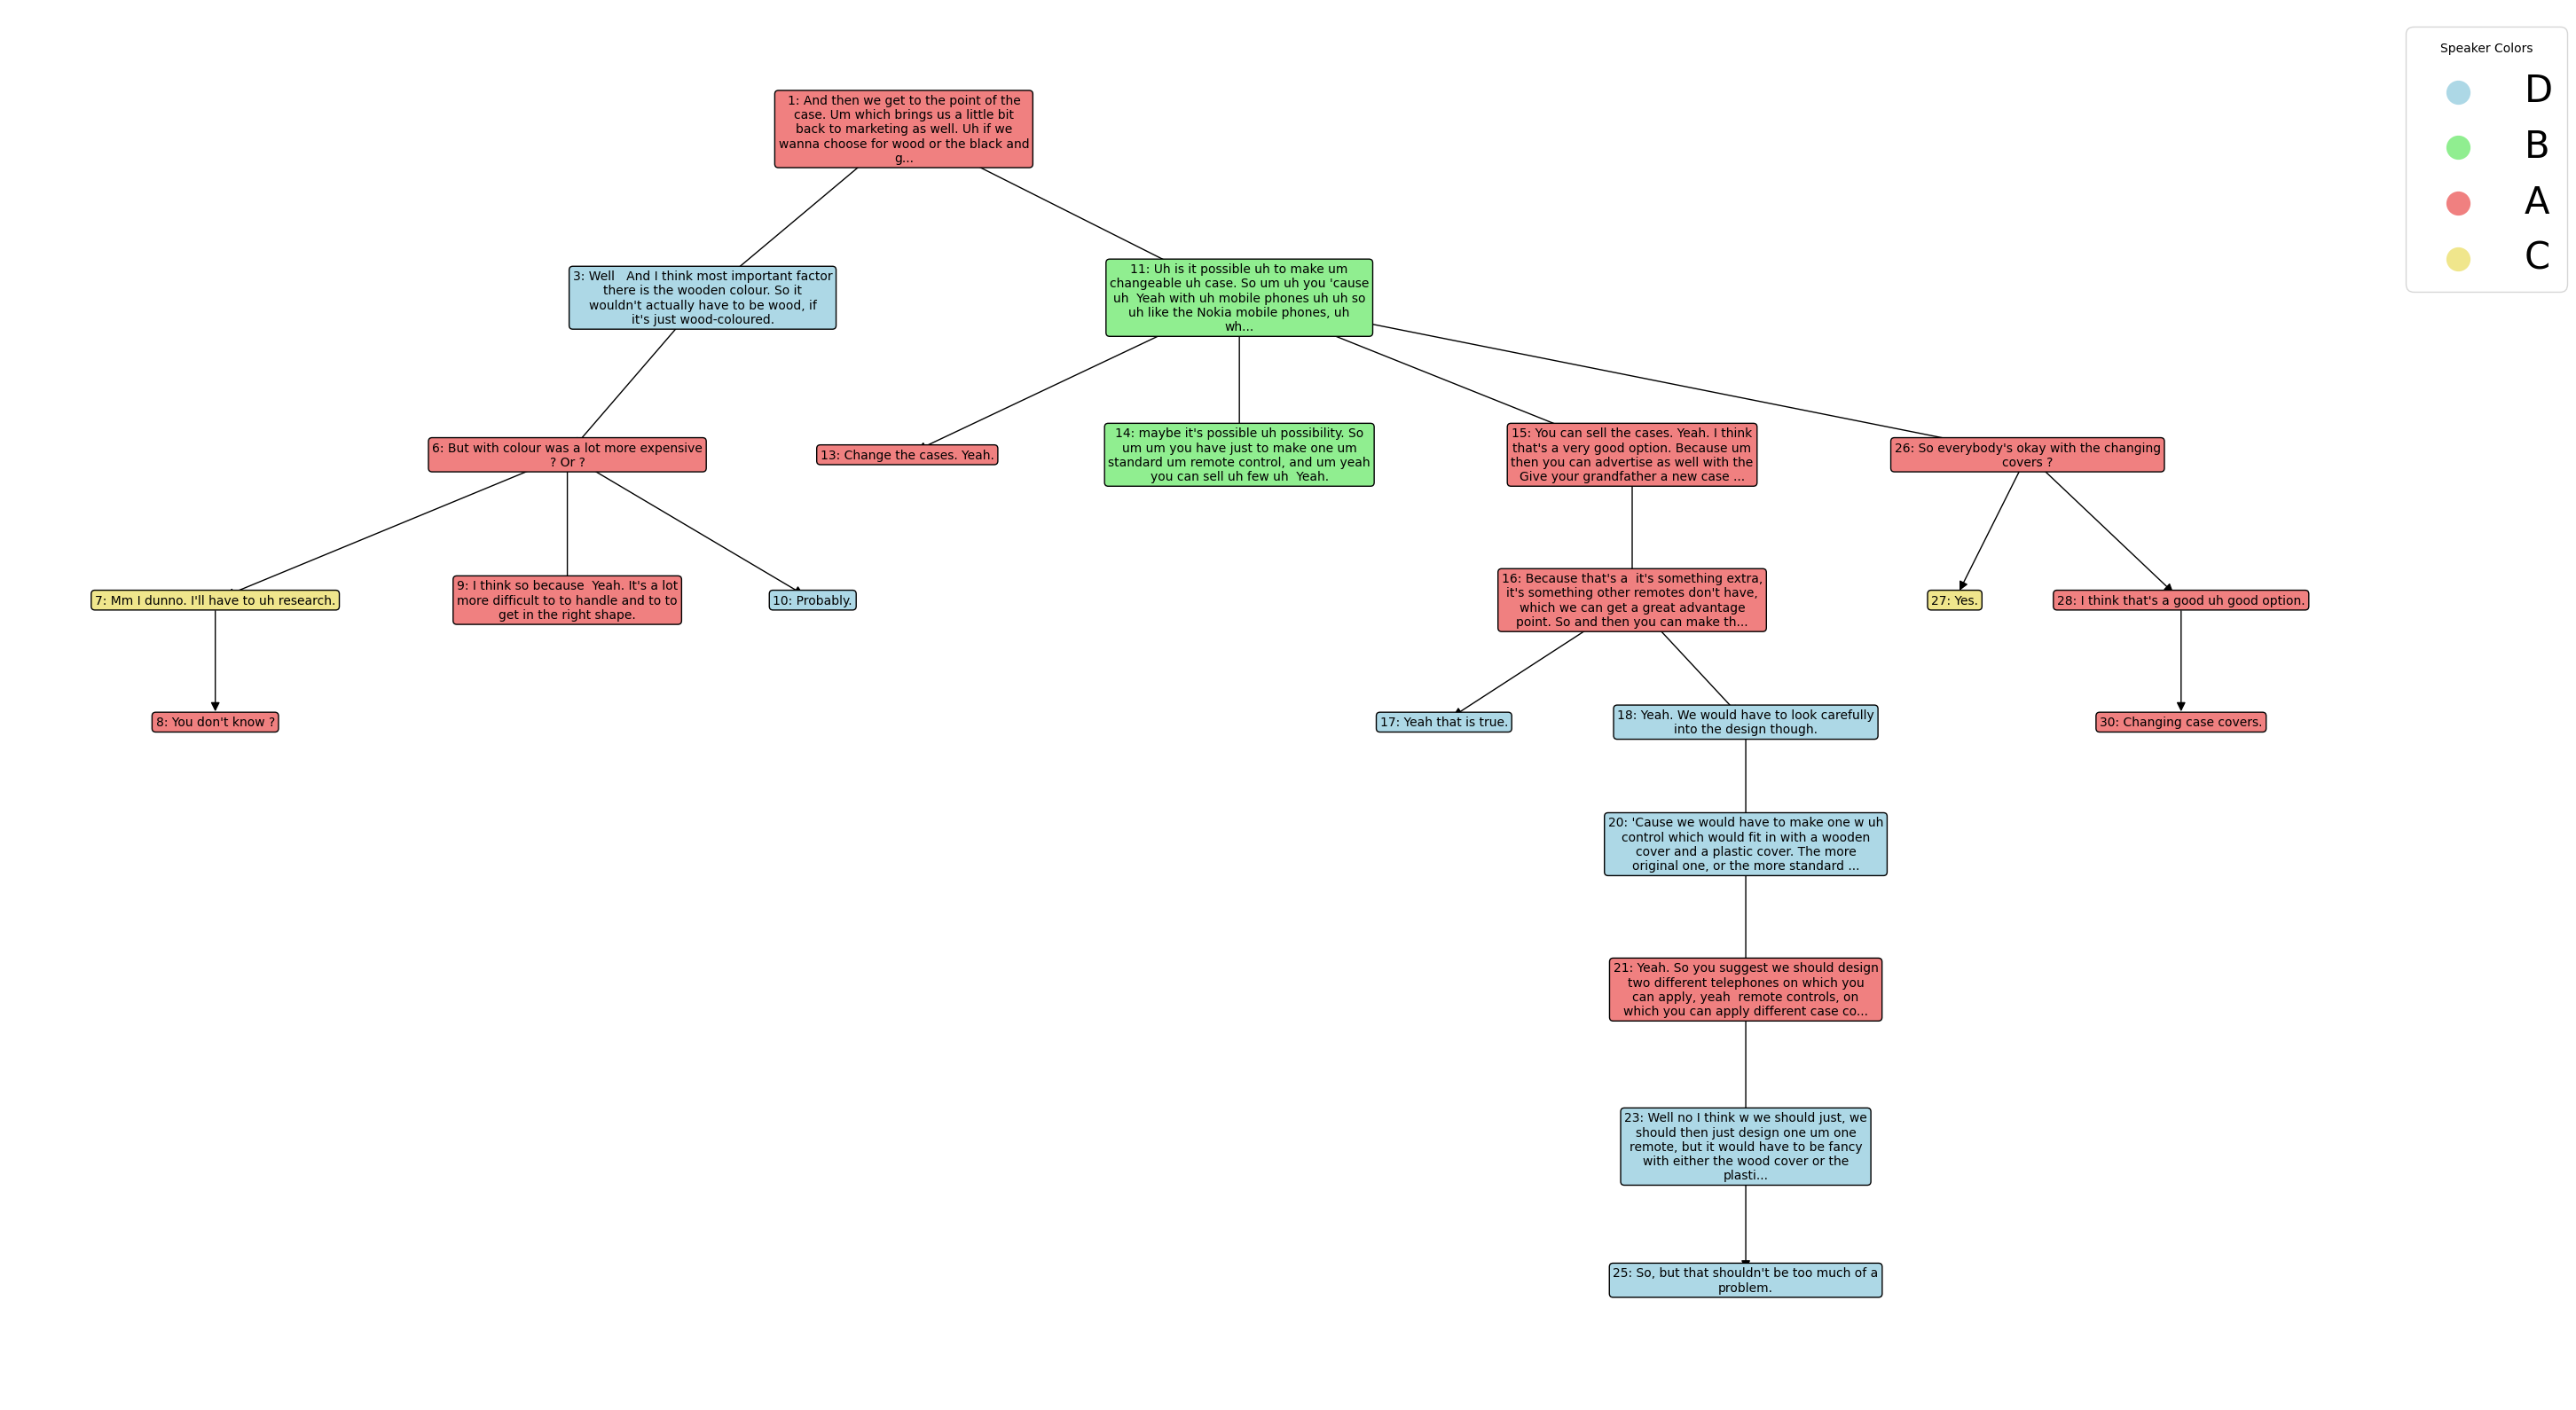 Speaker Colors
D
B
A
C
1: And then we get to the point of the
case. Um which brings us a little bit
back to marketing as well. Uh if we
wanna choose for wood or the black and
g...
3: Well   And I think most important factor
there is the wooden colour. So it
wouldn't actually have to be wood, if
it's just wood-coloured.
11: Uh is it possible uh to make um
changeable uh case. So um uh you 'cause
uh  Yeah with uh mobile phones uh uh so
uh like the Nokia mobile phones, uh
wh...
6: But with colour was a lot more expensive
? Or ?
13: Change the cases. Yeah.
14: maybe it's possible uh possibility. So
um um you have just to make one um
standard um remote control, and um yeah
you can sell uh few uh  Yeah.
15: You can sell the cases. Yeah. I think
that's a very good option. Because um
then you can advertise as well with the
Give your grandfather a new case ...
26: So everybody's okay with the changing
covers ?
7: Mm I dunno. I'll have to uh research.
9: I think so because  Yeah. It's a lot
more difficult to to handle and to to
get in the right shape.
10: Probably.
16: Because that's a  it's something extra,
it's something other remotes don't have,
which we can get a great advantage
point. So and then you can make th...
27: Yes.
28: I think that's a good uh good option.
8: You don't know ?
17: Yeah that is true.
18: Yeah. We would have to look carefully
into the design though.
30: Changing case covers.
20: 'Cause we would have to make one w uh
control which would fit in with a wooden
cover and a plastic cover. The more
original one, or the more standard ...
21: Yeah. So you suggest we should design
two different telephones on which you
can apply, yeah  remote controls, on
which you can apply different case co...
23: Well no I think w we should just, we
should then just design one um one
remote, but it would have to be fancy
with either the wood cover or the
plasti...
25: So, but that shouldn't be too much of a
problem.